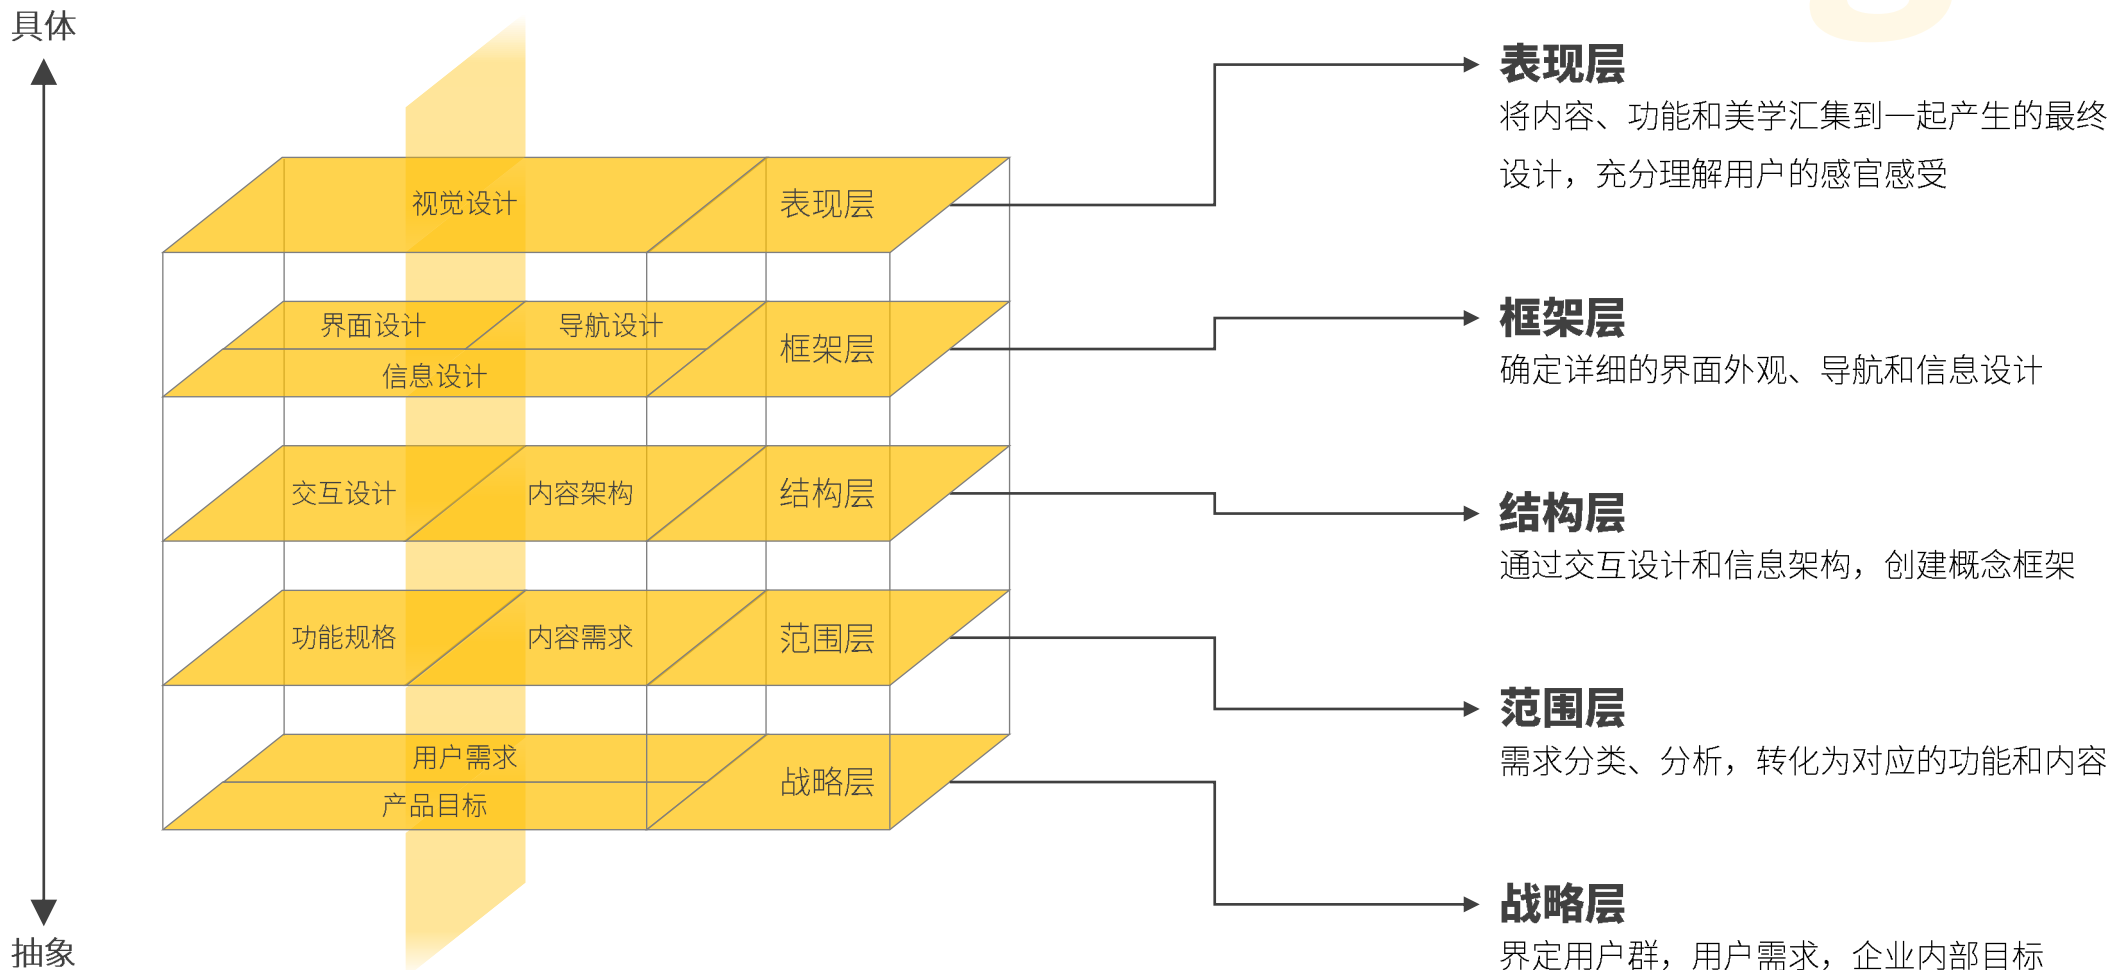 具体
抽象
视觉设计
表现层
界面设计
导航设计
信息设计
框架层
交互设计
内容架构
结构层
功能规格
内容需求
范围层
用户需求
产品目标
战略层
表现层
将内容、功能和美学汇集到一起产生的最终
设计，充分理解用户的感官感受
框架层
确定详细的界面外观、导航和信息设计
结构层
通过交互设计和信息架构，创建概念框架
范围层
需求分类、分析，转化为对应的功能和内容
战略层
界定用户群，用户需求，企业内部目标